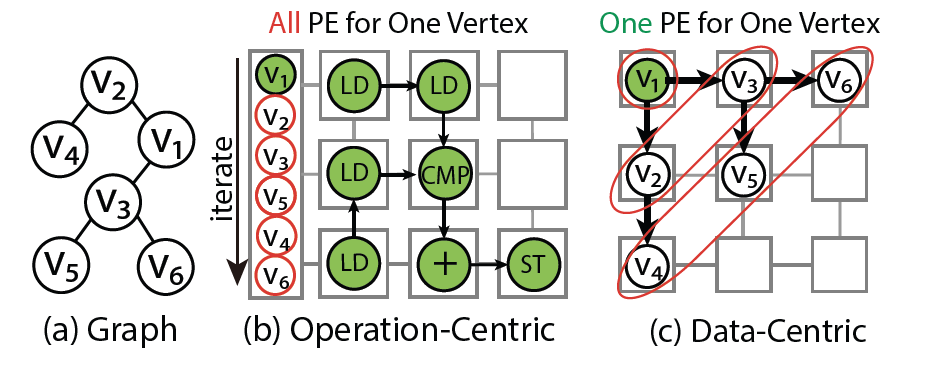 All PE for One Vertex
One PE for One Vertex
V2
V4
V1
V3
V5
V6
iterate
V1
V2
V3
V5
V4
V6
LD
LD
LD
CMP
LD
+
ST
V1
V3
V6
V2
V5
V4
(a) Graph
(b) Operation-Centric
(c) Data-Centric